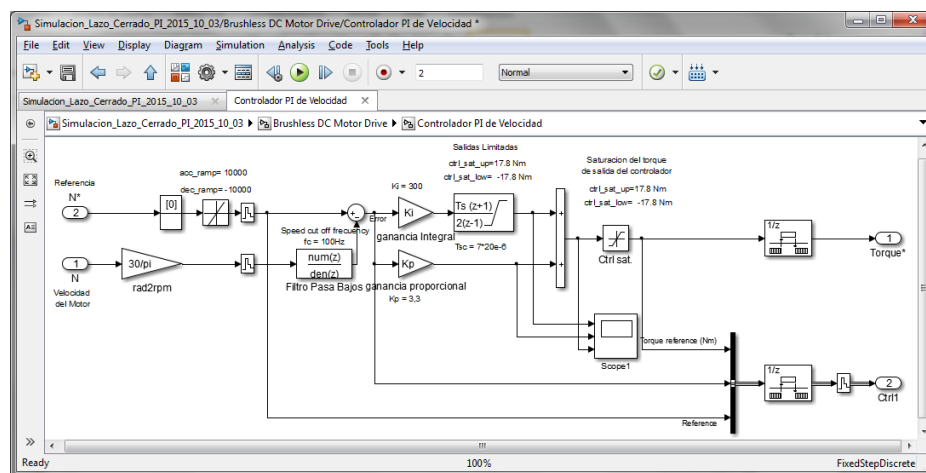 Simulacion_Lazo_Cerrado_PI_2015_10_03/Brushless DC Motor Drive/Controlador PI de Velocidad *
File Edit View Display Diagram Simulation Analysis Code Tools Help
2 Normal
Simulacion_Lazo_Cerrado_PI_2015_10_03 Controlador PI de Velocidad
Simulacion_Lazo_Cerrado_PI_2015_10_03 Brushless DC Motor Drive Controlador PI de Velocidad
Salidas Limitadas
ctrl_sat_up=17.8 Nm
ctrl_sat_low= -17.8 Nm
Saturacion del torque
de salida del controlador
ctrl_sat_up=17.8 Nm
ctrl_sat_low= -17.8 Nm
acc_ramp= 10000
dec_ramp=-10000
Referencia
N*
2
[0]
Ki = 300
Ki
ganancia Integral
Ts (z+1)
2(z-1)
Tsc = 7*20e-6
Error
Speed cut off frecuency
fc = 100Hz
num(z)
den(z)
Filtro Pasa Bajos
Kp
ganancia proporcional
Kp = 3,3
1
N
Velocidad
del Motor
30/pi
rad2rpm
Ctrl sat.
1/z
1
Torque*
Scope1
Torque reference (Nm)
1/z
2
Ctrl1
Reference
Ready 100% FixedStepDiscrete